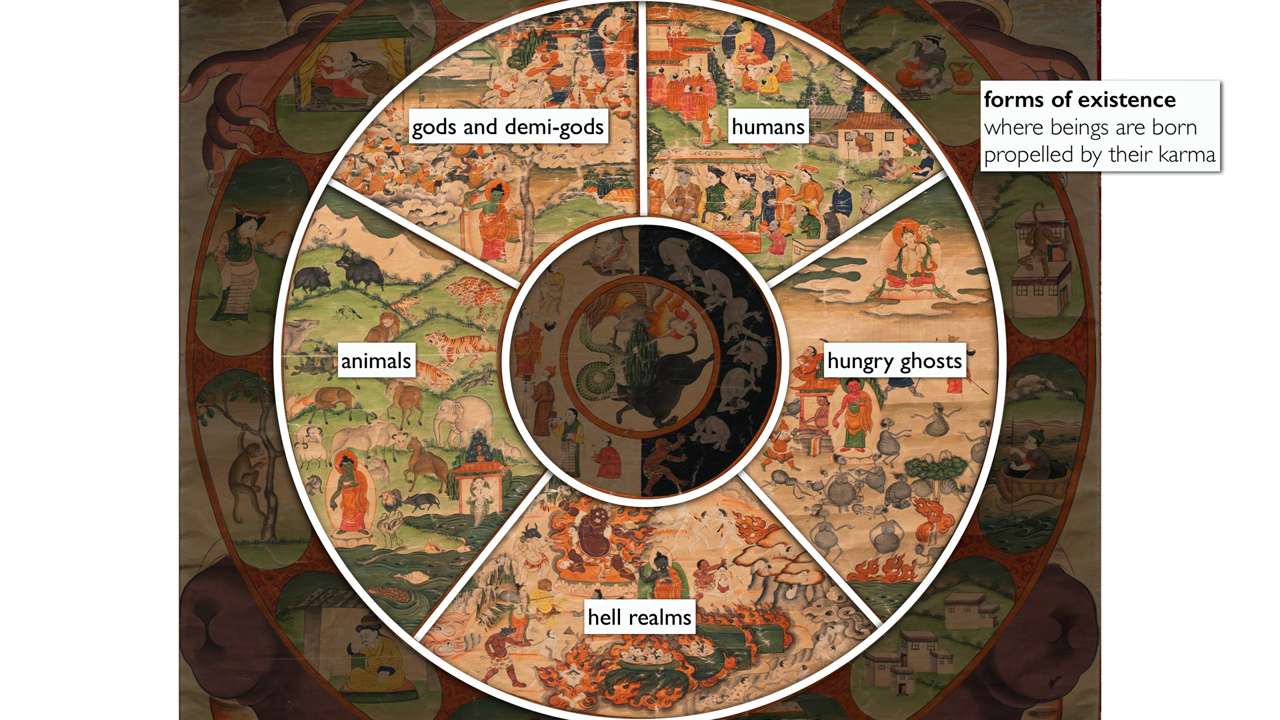 gods and demi-gods
humans
forms of existence
where beings are born
propelled by their karma
animals
hungry ghosts
hell realms